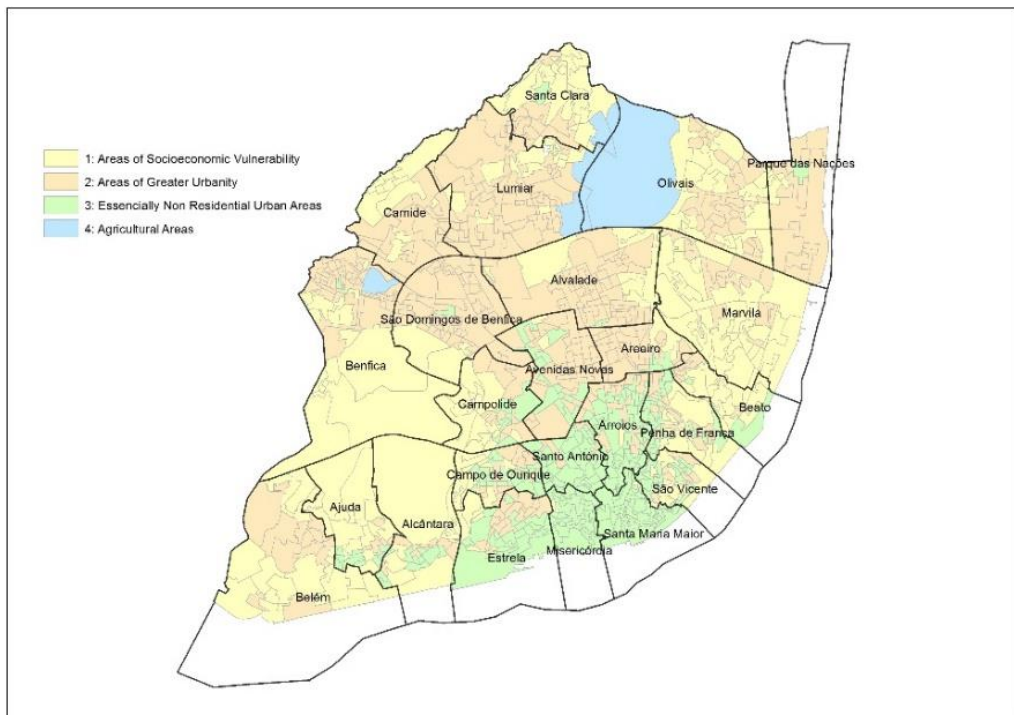 1: Areas of Socioeconomic Vulnerability
2: Areas of Greater Urbanity
3: Essencially Non Residential Urban Areas
4: Agricultural Areas
Santa Clara
Parque das Nações
Olivais
Lumiar
Carnide
Alvalade
Marvila
São Domingos de Benfica
Areeiro
Benfica
Avenidas Novas
Campolide
Beato
Arroios
Penha de França
Santo António
Campo de Ourique
São Vicente
Ajuda
Alcântara
Santa Maria Maior
Estrela
Misericórdia
Belém